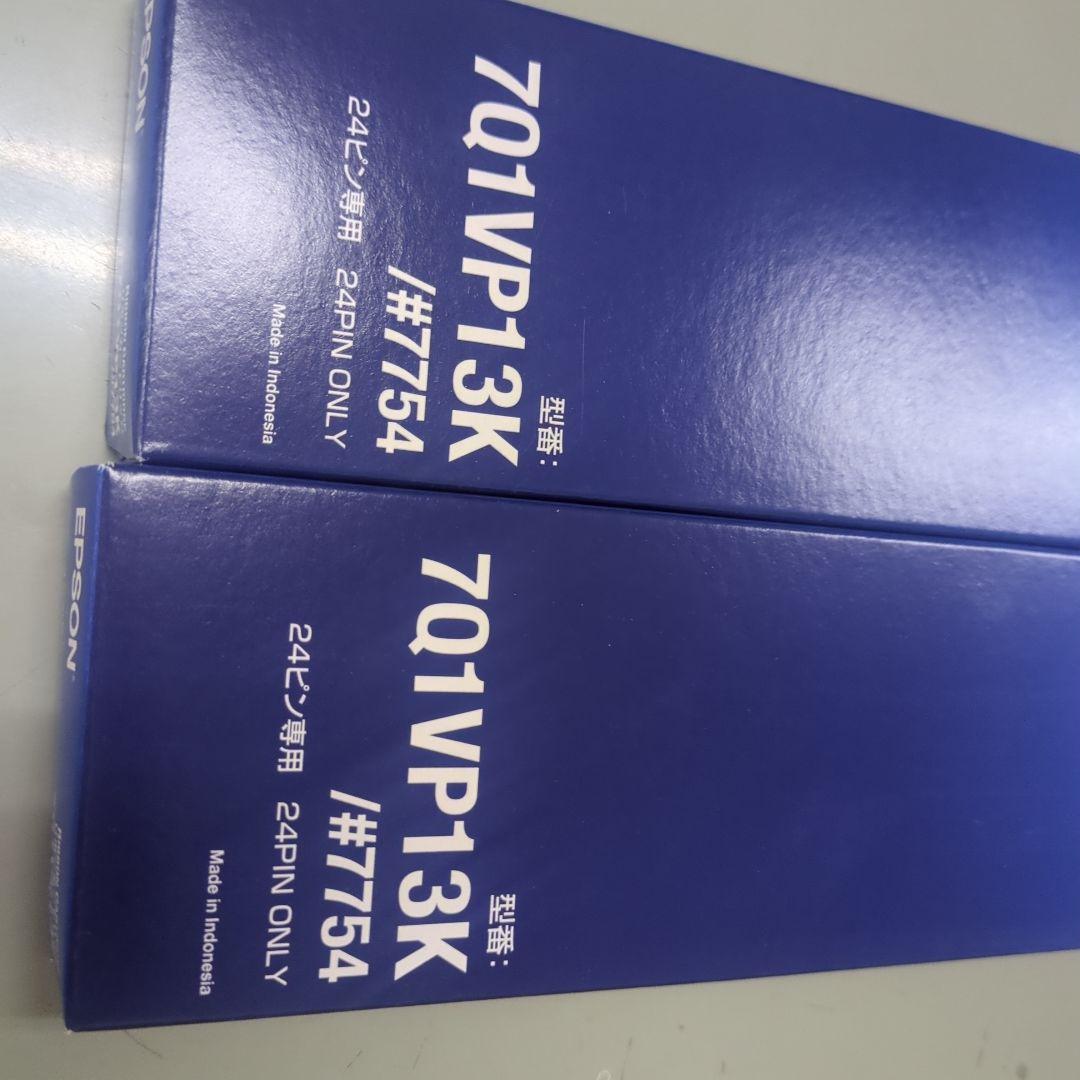 EPSON
型番:
7Q1VP13K
/#7754
24ピン専用 24PIN ONLY
Made in Indonesia
EPSON
型番:
7Q1VP13K
/#7754
24ピン専用 24PIN ONLY
Made in Indonesia